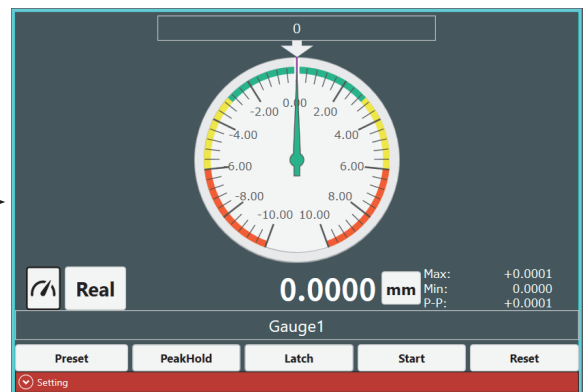 0
0.00
-2.00 2.00
-4.00 4.00
-6.00 6.00
-8.00 8.00
-10.00 10.00
Real 0.0000 mm
Max: +0.0001
Min: 0.0000
P-P: +0.0001
Gauge1
Preset PeakHold Latch Start Reset
Setting